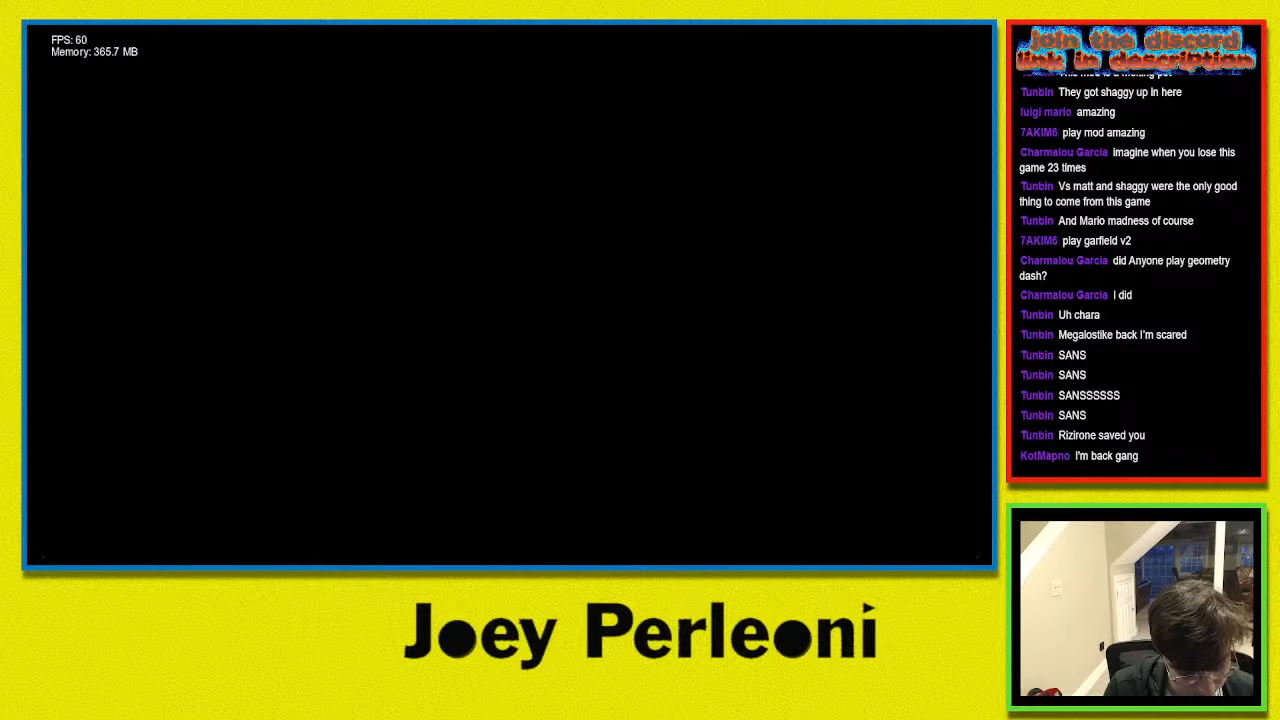 FPS: 60
Memory: 365.7 MB
join the discord
link in description
Tunbin They got shaggy up in here
luigi mario amazing
7AKIM6 play mod amazing
Charmalou Garcia imagine when you lose this
game 23 times
Tunbin Vs matt and shaggy were the only good
thing to come from this game
Tunbin And Mario madness of course
7AKIM6 play garfield v2
Charmalou Garcia did Anyone play geometry
dash?
Charmalou Garcia I did
Tunbin Uh chara
Tunbin Megalostike back I'm scared
Tunbin SANS
Tunbin SANS
Tunbin SANSSSSSS
Tunbin SANS
Tunbin Rizirone saved you
KotMapno I'm back gang
Joey Perleoni